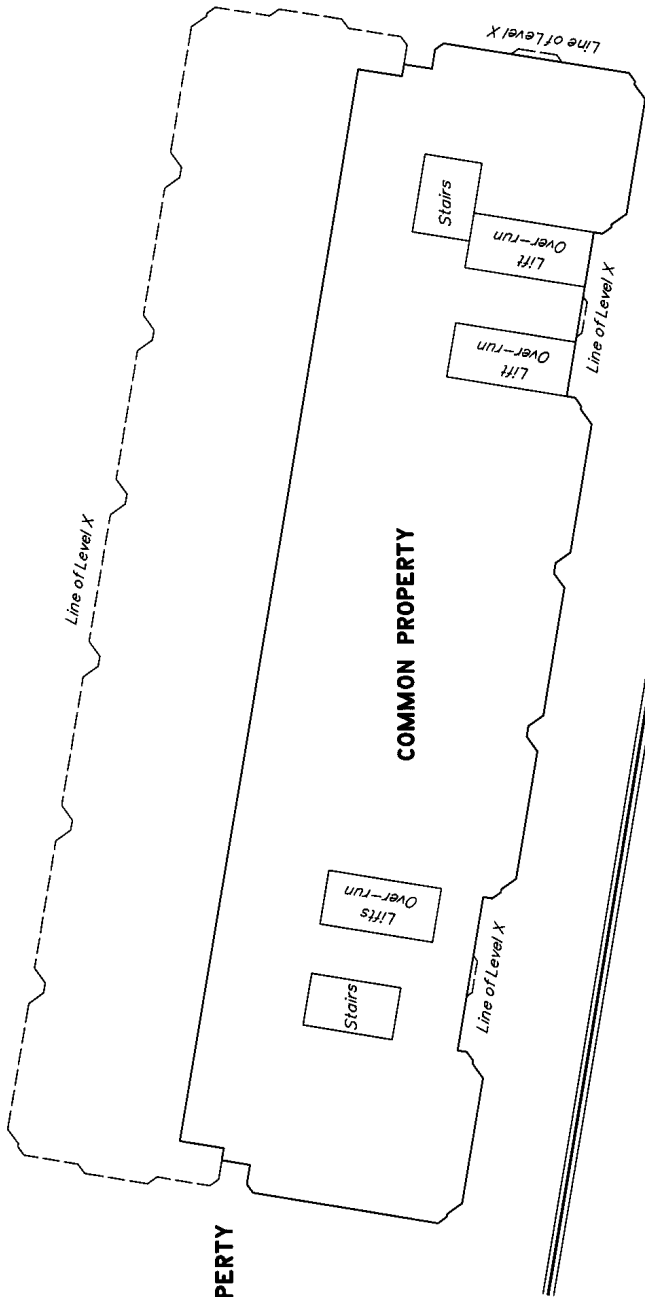 Line of Level X
Stairs
Lift
Over-run
Lift
Over-run
Line of Level X
Line of Level X
COMMON PROPERTY
Lifts
Over-run
Stairs
Line of Level X
PERTY